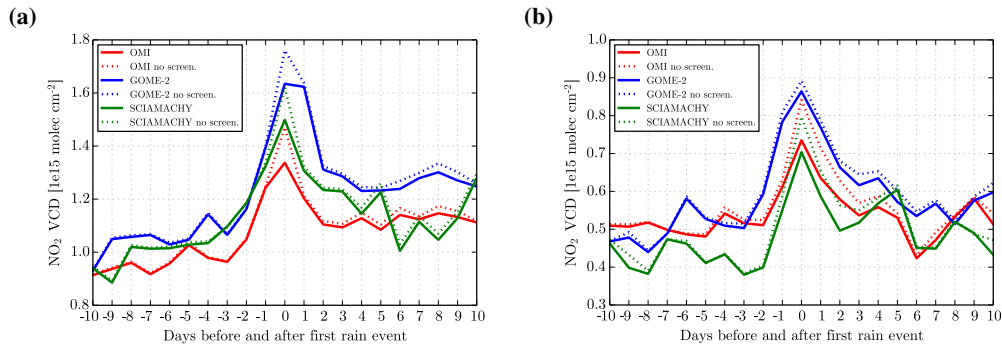 (a)
NO₂ VCD [1e15 molec cm⁻²]
1.8
1.6
1.4
1.2
1.0
0.8
OMI
OMI no screen.
GOME-2
GOME-2 no screen.
SCIAMACHY
SCIAMACHY no screen.
-10 -9 -8 -7 -6 -5 -4 -3 -2 -1 0 1 2 3 4 5 6 7 8 9 10
Days before and after first rain event
(b)
NO₂ VCD [1e15 molec cm⁻²]
1.0
0.9
0.8
0.7
0.6
0.5
0.4
0.3
OMI
OMI no screen.
GOME-2
GOME-2 no screen.
SCIAMACHY
SCIAMACHY no screen.
-10 -9 -8 -7 -6 -5 -4 -3 -2 -1 0 1 2 3 4 5 6 7 8 9 10
Days before and after first rain event